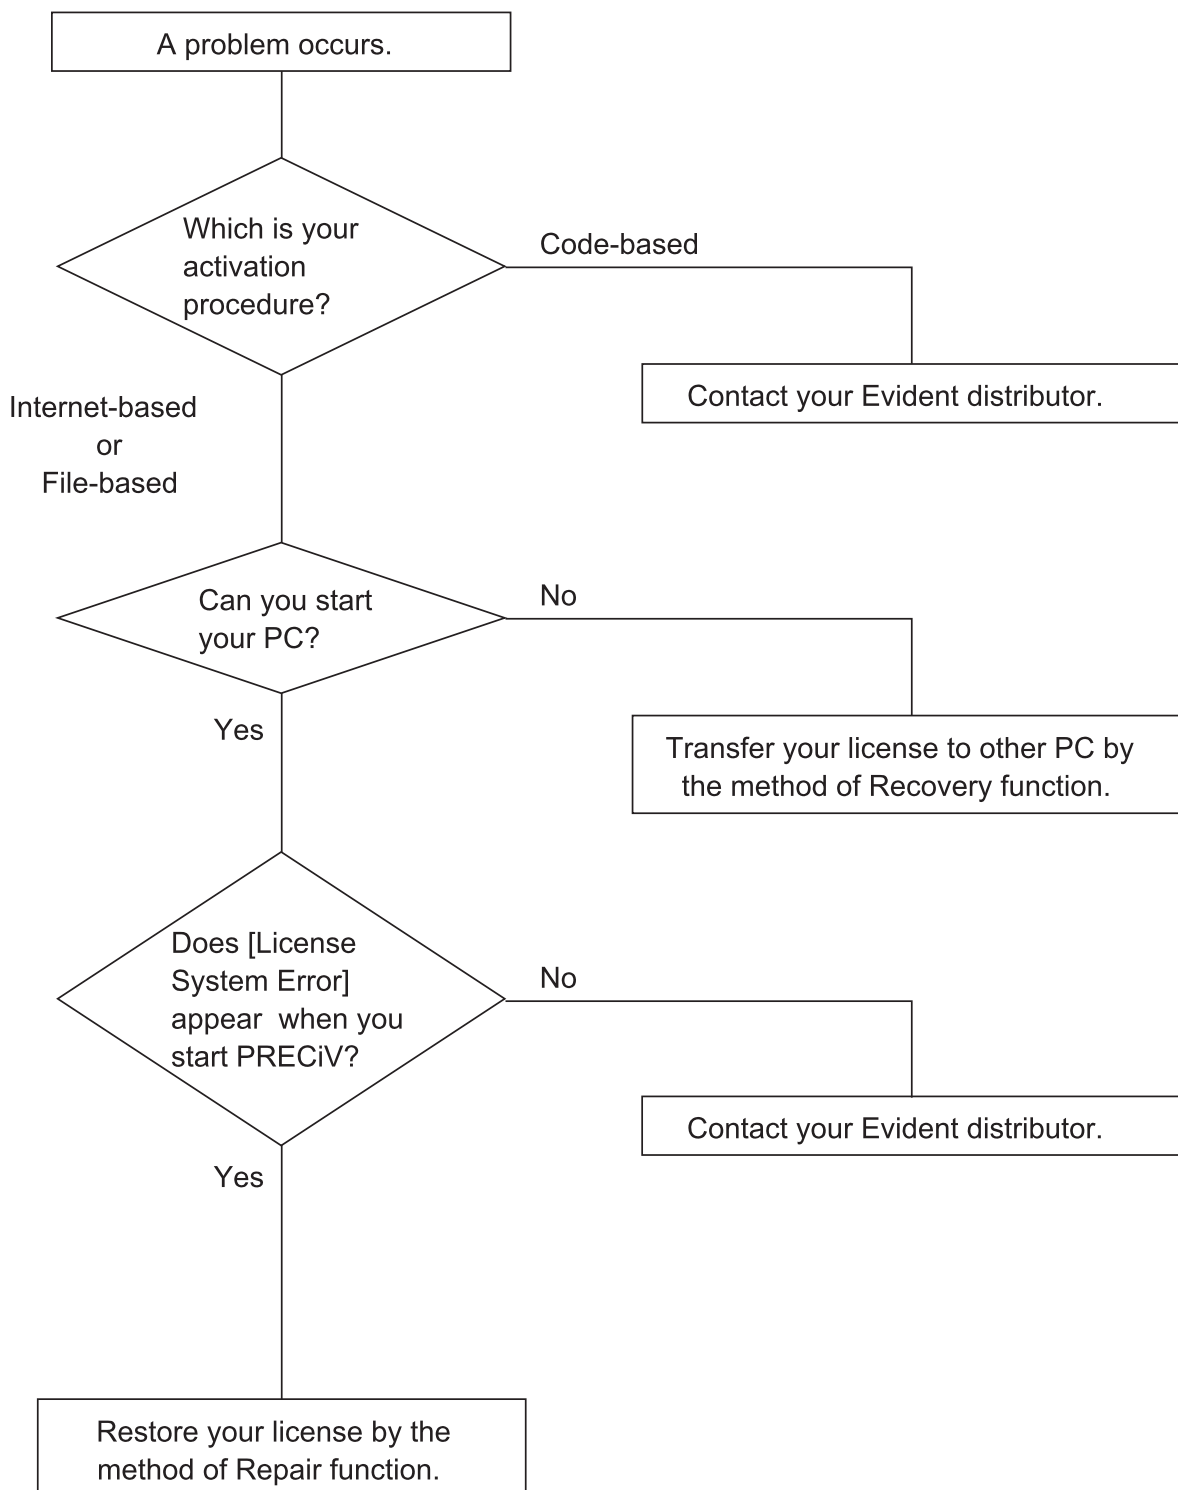 A problem occurs.
Which is your
activation
procedure?
Code-based
Contact your Evident distributor.
Internet-based
or
File-based
Can you start
your PC?
No
Transfer your license to other PC by
the method of Recovery function.
Yes
Does [License
System Error]
appear when you
start PRECiV?
No
Contact your Evident distributor.
Yes
Restore your license by the
method of Repair function.